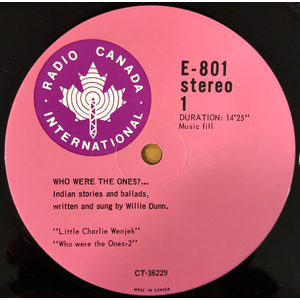 RADIO CANADA
INTERNATIONAL
E-801
stereo
1
DURATION: 14'25"
Music fill
WHO WERE THE ONES?...
Indian stories and ballads,
written and sung by Willie Dunn.
"Little Charlie Wenjek"
"Who were the Ones-2"
CT-36229
MADE IN CANADA